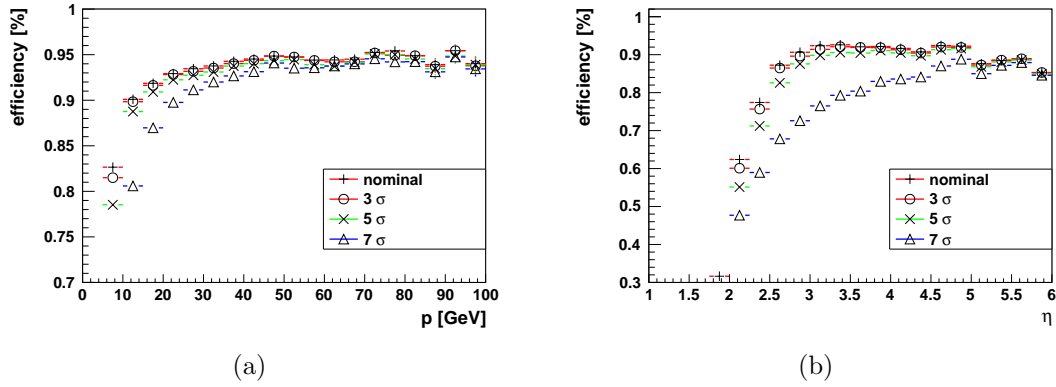 efficiency [%]
1
0.95
0.9
0.85
0.8
0.75
0.7
nominal
3 σ
5 σ
7 σ
0 10 20 30 40 50 60 70 80 90 100
p [GeV]
(a)
efficiency [%]
1
0.9
0.8
0.7
0.6
0.5
0.4
0.3
nominal
3 σ
5 σ
7 σ
1 1.5 2 2.5 3 3.5 4 4.5 5 5.5 6
η
(b)